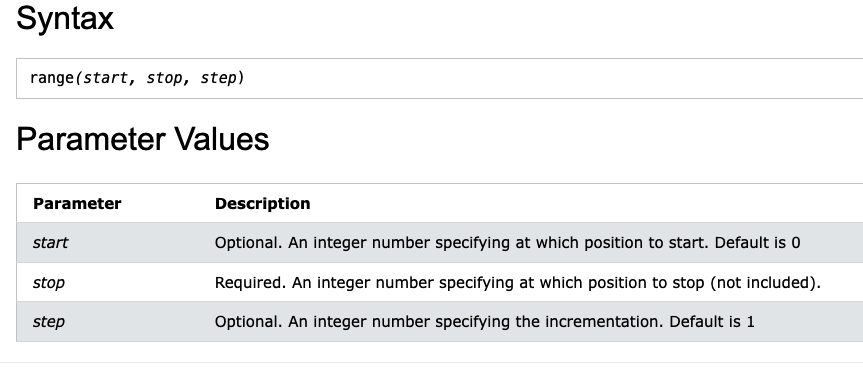 Syntax
range(start, stop, step)
Parameter Values
Parameter Description
start Optional. An integer number specifying at which position to start. Default is 0
stop Required. An integer number specifying at which position to stop (not included).
step Optional. An integer number specifying the incrementation. Default is 1